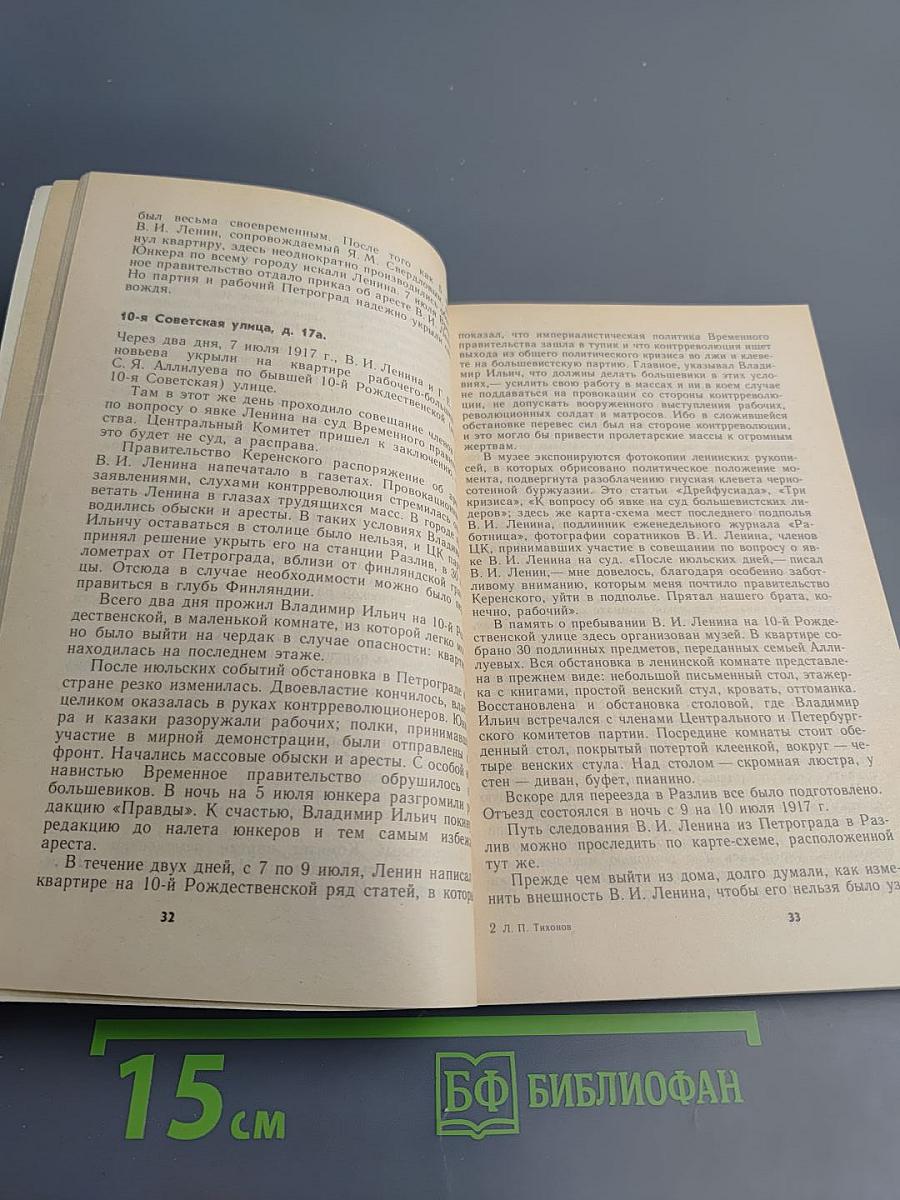 был весьма своевременным. После того как
В. И. Ленин, сопровождаемый Я. М. Свердловым
нул квартиру, здесь неоднократно производились
Юнкера по всему городу искали Ленина. 7 июля
ное правительство отдало приказ об аресте В. И.
Но партия и рабочий Петроград надежно укрыли
вождя.
10-я Советская улица, д. 17а.
Через два дня, 7 июля 1917 г., В. И. Ленина и Г.
новьева укрыли на квартире рабочего-больше
С. Я. Аллилуева по бывшей 10-й Рождественской
10-я Советская) улице.
Там в этот же день проходило совещание членов
по вопросу о явке Ленина на суд Временного прави
ства. Центральный Комитет пришел к заключению
это будет не суд, а расправа.
Правительство Керенского распоряжение об
В. И. Ленина напечатало в газетах. Провокационными
заявлениями, слухами контрреволюция стремилась
ветать Ленина в глазах трудящихся масс. В городе
водились обыски и аресты. В таких условиях Владим
Ильичу оставаться в столице было нельзя, и ЦК
принял решение укрыть его на станции Разлив, в 30
лометрах от Петрограда, вблизи от финляндской
цы. Отсюда в случае необходимости можно было
правиться в глубь Финляндии.
Всего два дня прожил Владимир Ильич на 10-й
дественской, в маленькой комнате, из которой легко
но было выйти на чердак в случае опасности: кварти
находилась на последнем этаже.
После июльских событий обстановка в Петрограде
стране резко изменилась. Двоевластие кончилось, влас
целиком оказалась в руках контрреволюционеров. Юнке
ра и казаки разоружали рабочих; полки, принимавш
участие в мирной демонстрации, были отправлены
фронт. Начались массовые обыски и аресты. С особой
навистью Временное правительство обрушилось
большевиков. В ночь на 5 июля юнкера разгромили
дакцию «Правды». К счастью, Владимир Ильич покин
редакцию до налета юнкеров и тем самым избеж
ареста.
В течение двух дней, с 7 по 9 июля, Ленин написал
квартире на 10-й Рождественской ряд статей, в котор
32
показал, что империалистическая политика Временного
правительства зашла в тупик и что контрреволюция ищет
выхода из общего политического кризиса во лжи и клеве-
те на большевистскую партию. Главное, указывал Влади-
мир Ильич, что должны делать большевики в этих усло-
виях,— усилить свою работу в массах и ни в коем случае
не поддаваться на провокации со стороны контрреволю-
ции, не допускать вооруженного выступления рабочих,
революционных солдат и матросов. Ибо в сложившейся
обстановке перевес сил был на стороне контрреволюции,
и это могло бы привести пролетарские массы к огромным
жертвам.
В музее экспонируются фотокопии ленинских рукопи-
сей, в которых обрисовано политическое положение мо-
мента, подвергнута разоблачению гнусная клевета черно-
сотенной буржуазии. Это статьи «Дрейфусиада», «Три
кризиса», «К вопросу об явке на суд большевистских ли-
деров»; здесь же карта-схема мест последнего подполья
В. И. Ленина, подлинник еженедельного журнала «Ра-
ботница», фотографии соратников В. И. Ленина, членов
ЦК, принимавших участие в совещании по вопросу о яв-
ке В. И. Ленина на суд. «После июльских дней,— писал
В. И. Ленин,— мне довелось, благодаря особенно забот-
ливому вниманию, которым меня почтило правительство
Керенского, уйти в подполье. Прятал нашего брата, ко-
нечно, рабочий».
В память о пребывании В. И. Ленина на 10-й Рожде-
ственской улице здесь организован музей. В квартире со-
брано 30 подлинных предметов, переданных семьей Алли-
луевых. Вся обстановка в ленинской комнате представле-
на в прежнем виде: небольшой письменный стол, этажер-
ка с книгами, простой венский стул, кровать, оттоманка.
Восстановлена и обстановка столовой, где Владимир
Ильич встречался с членами Центрального и Петербург-
ского комитетов партии. Посредине комнаты стоит обе-
денный стол, покрытый потертой клеенкой, вокруг — че-
тыре венских стула. Над столом — скромная люстра, у
стен — диван, буфет, пианино.
Вскоре для переезда в Разлив все было подготовлено.
Отъезд состоялся в ночь с 9 на 10 июля 1917 г.
Путь следования В. И. Ленина из Петрограда в Раз-
лив можно проследить по карте-схеме, расположенной
тут же.
Прежде чем выйти из дома, долго думали, как изме-
нить внешность В. И. Ленина, чтобы его нельзя было уз
2 Л. П. Тихонов
33
15 см
БФ БИБЛИОФАН